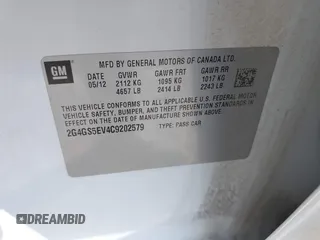 GM
MFD BY GENERAL MOTORS OF CANADA LTD.
DATE GVWR GAWR FRT GAWR RR
05/12 2112 KG 1095 KG 1017 KG
4657 LB 2414 LB 2243 LB
THIS VEHICLE CONFORMS TO ALL APPLICABLE U.S. FEDERAL MOTOR
VEHICLE SAFETY, BUMPER, AND THEFT PREVENTION STANDARDS IN
EFFECT ON THE DATE OF MANUFACTURE SHOWN ABOVE.
2G4GS5EV4C9202579 TYPE: PASS CAR
DREAMBID